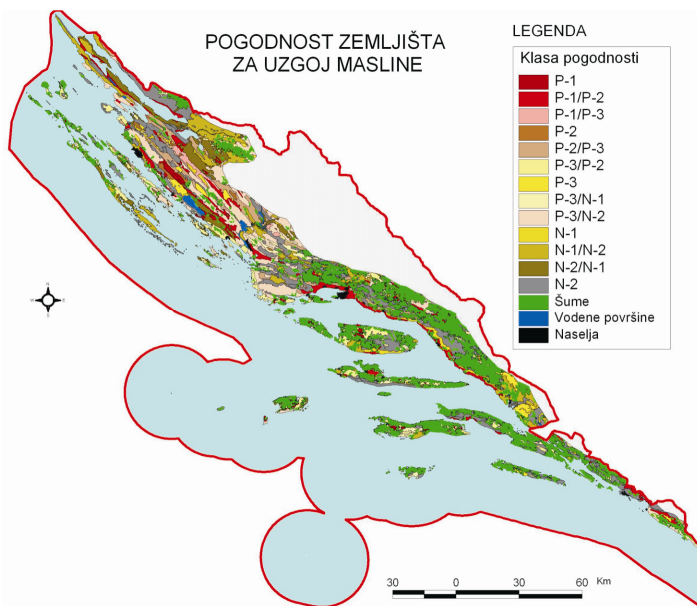 POGODNOST ZEMLJIŠTA
ZA UZGOJ MASLINE
LEGENDA
Klasa pogodnosti
P-1
P-1/P-2
P-1/P-3
P-2
P-2/P-3
P-3/P-2
P-3
P-3/N-1
P-3/N-2
N-1
N-1/N-2
N-2/N-1
N-2
Šume
Vodene površine
Naselja
30 0 30 60 Km